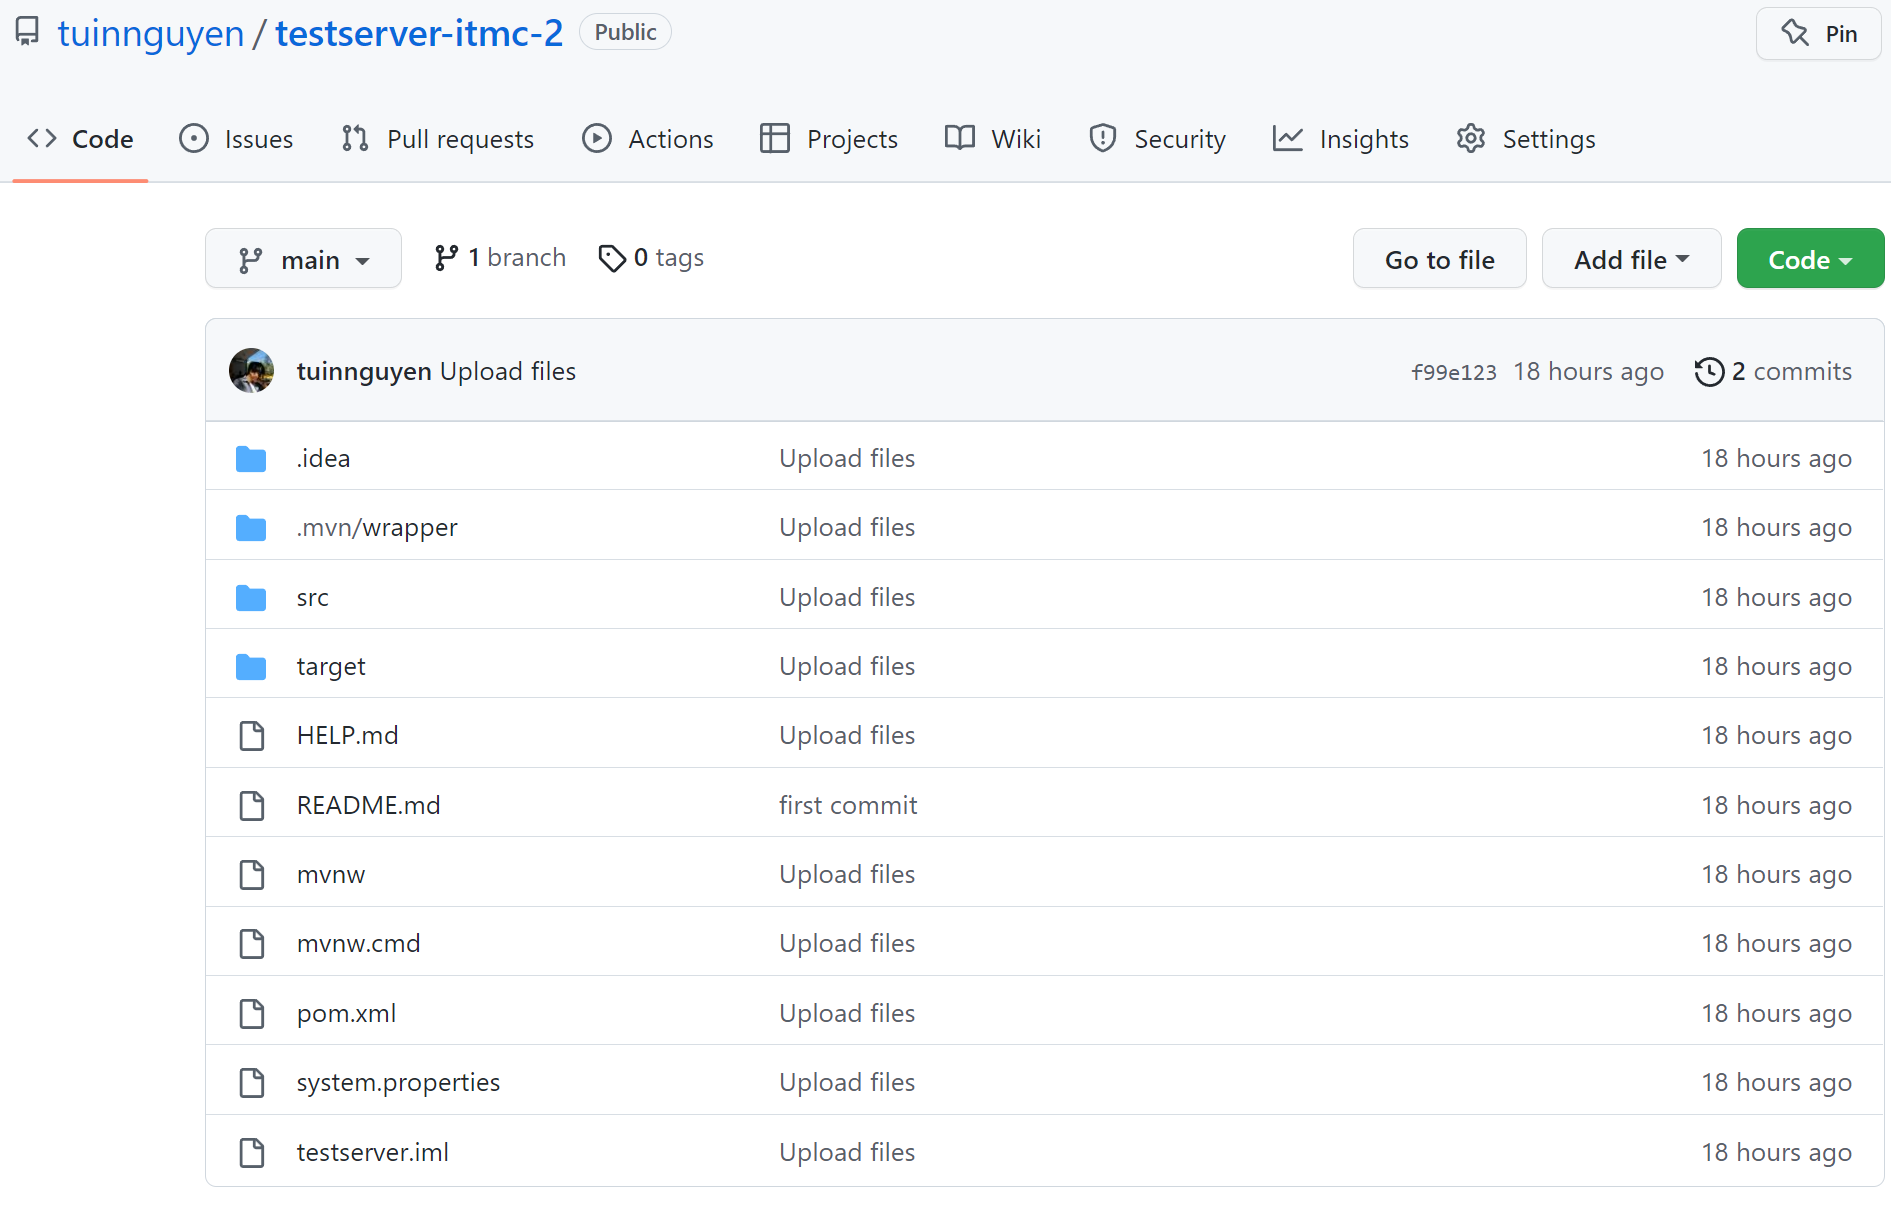 tuinnguyen / testserver-itmc-2 Public Pin
Code Issues Pull requests Actions Projects Wiki Security Insights Settings
main 1 branch 0 tags Go to file Add file Code
tuinnguyen Upload files f99e123 18 hours ago 2 commits
.idea Upload files 18 hours ago
.mvn/wrapper Upload files 18 hours ago
src Upload files 18 hours ago
target Upload files 18 hours ago
HELP.md Upload files 18 hours ago
README.md first commit 18 hours ago
mvnw Upload files 18 hours ago
mvnw.cmd Upload files 18 hours ago
pom.xml Upload files 18 hours ago
system.properties Upload files 18 hours ago
testserver.iml Upload files 18 hours ago